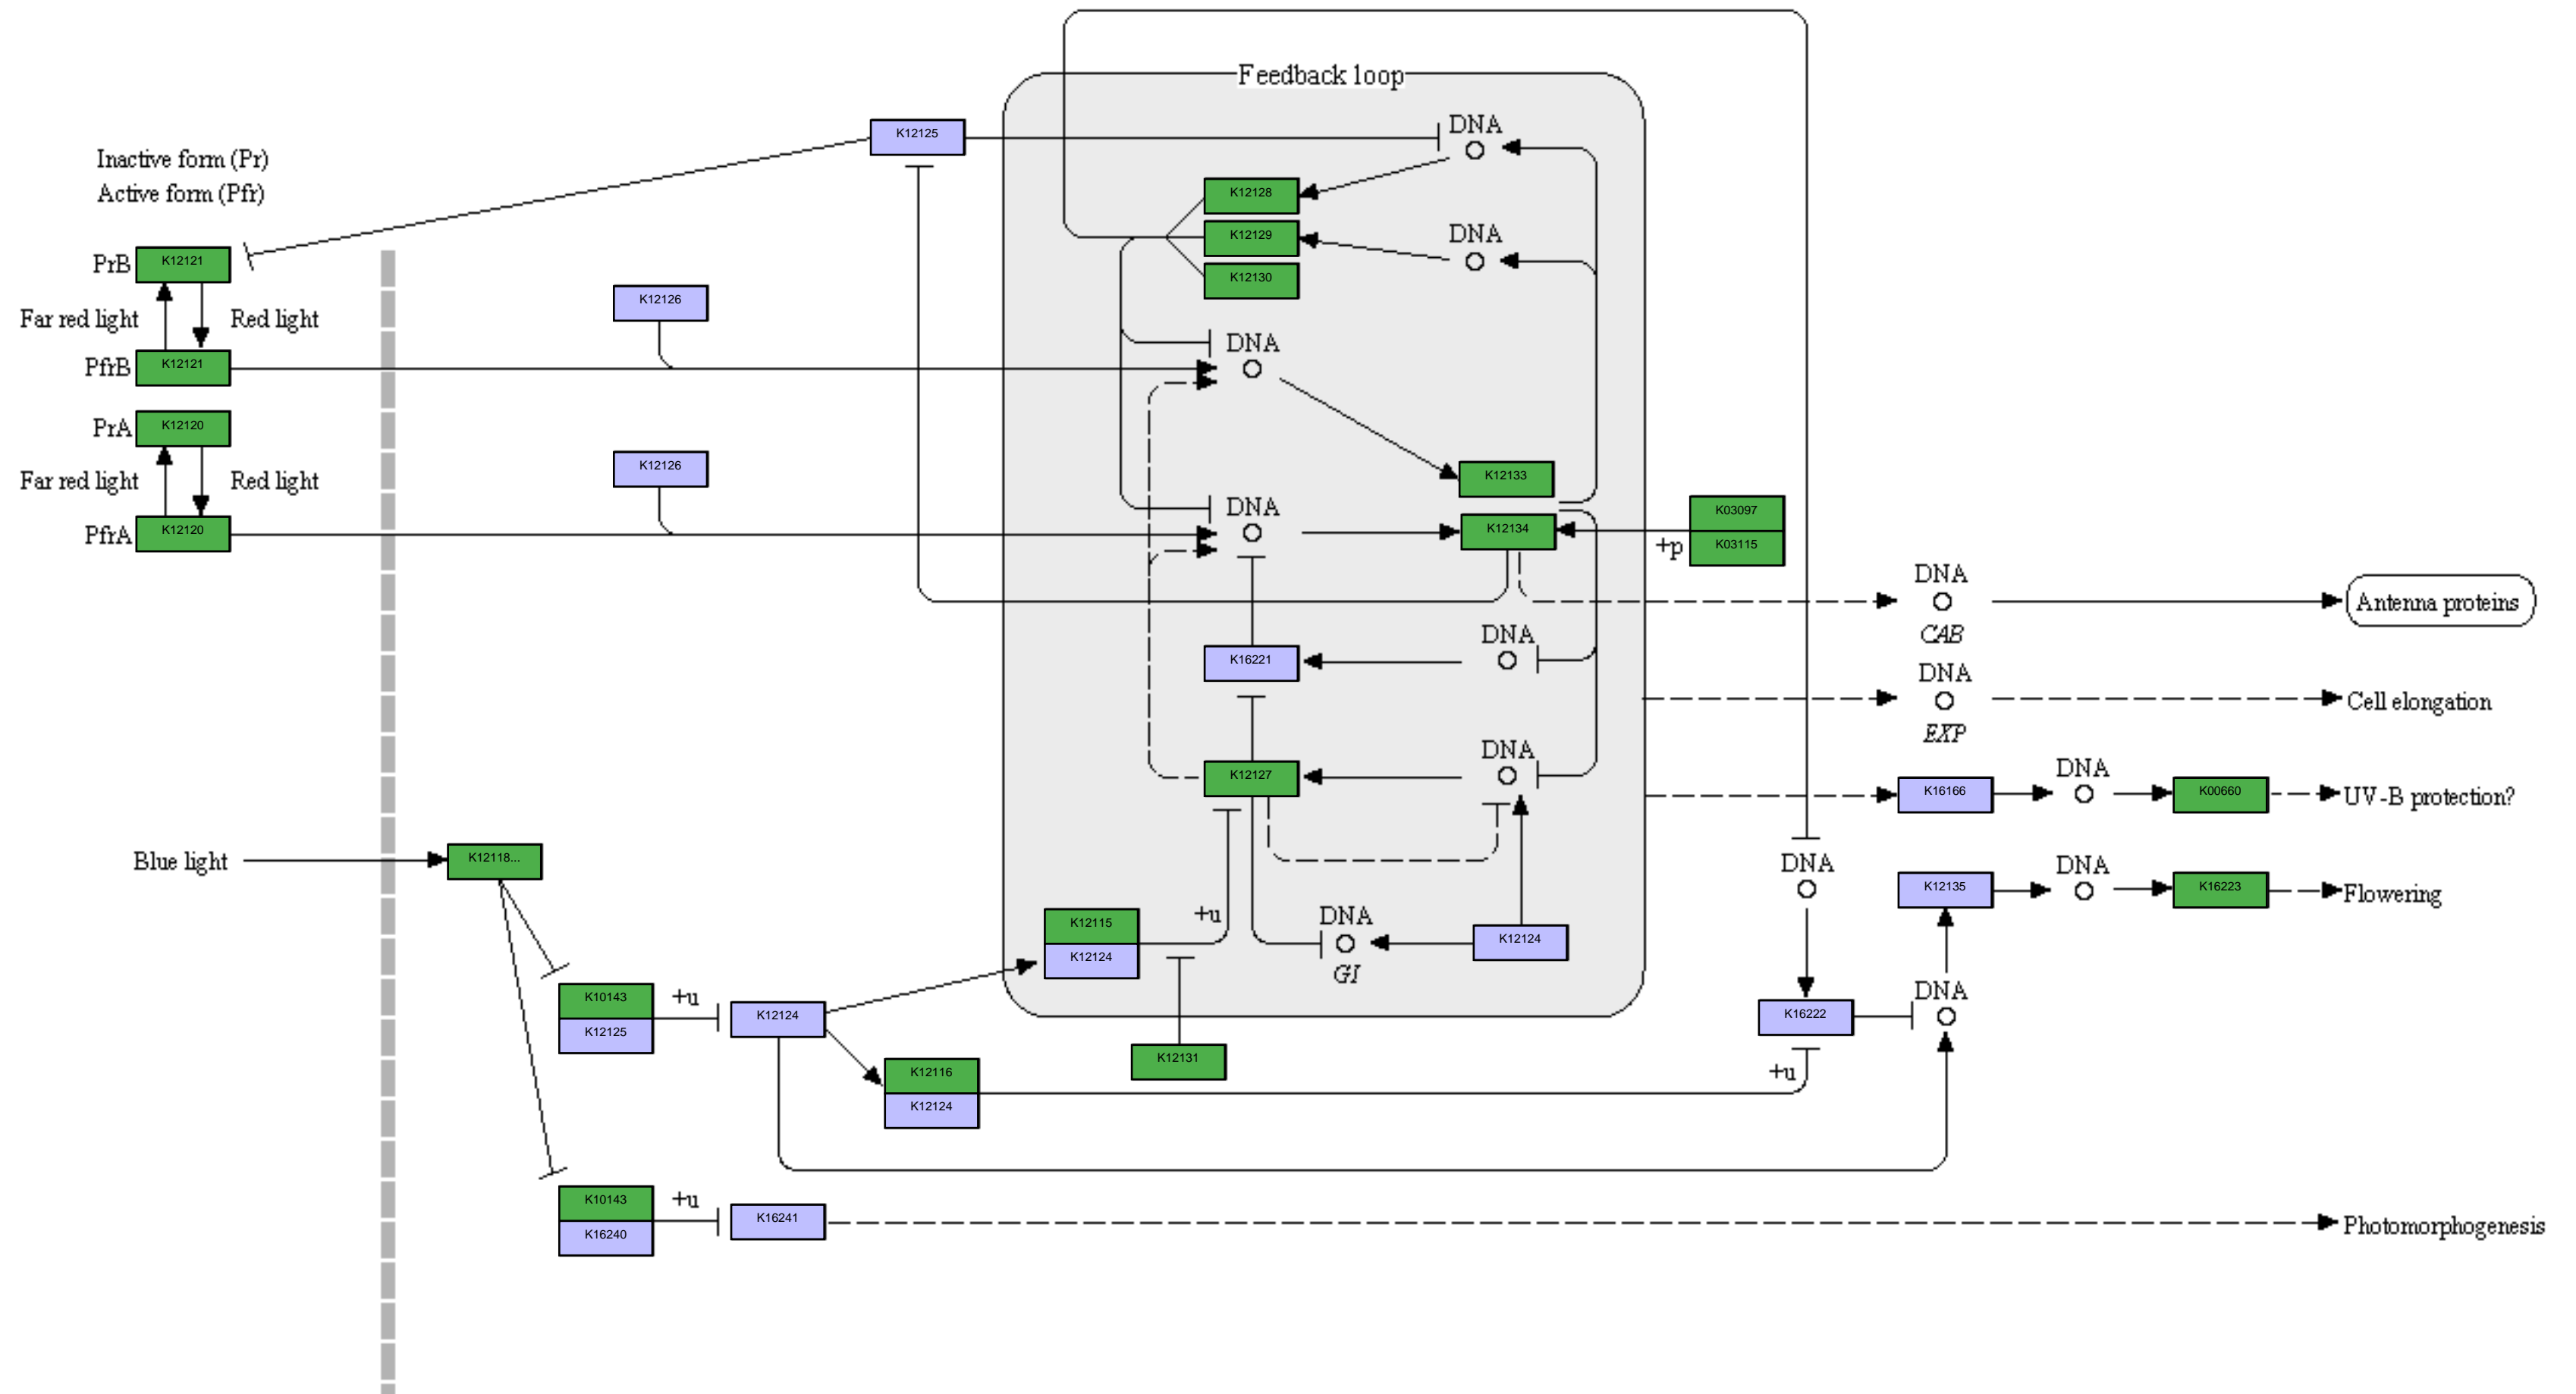 Feedback loop
DNA
K12125
Inactive form (Pr)
Active form (Pfr)
K12128
DNA
K12129
PrB
K12121
K12130
K12126
Far red light
Red light
DNA
PfrB
K12121
PrA
K12120
K12126
Far red light
Red light
K12133
DNA
K03097
PfrA
K12120
K12134
+p
K03115
DNA
Antenna proteins
CAB
DNA
K16221
DNA
Cell elongation
EXP
DNA
K12127
DNA
K16166
K00660
UV-B protection?
Blue light
K12118...
DNA
DNA
K12135
K16223
Flowering
K12115
+u
DNA
K12124
K12124
GI
K10143
+u
DNA
K12124
K16222
K12125
K12131
K12116
+u
K12124
K10143
+u
K16241
K16240
Photomorphogenesis